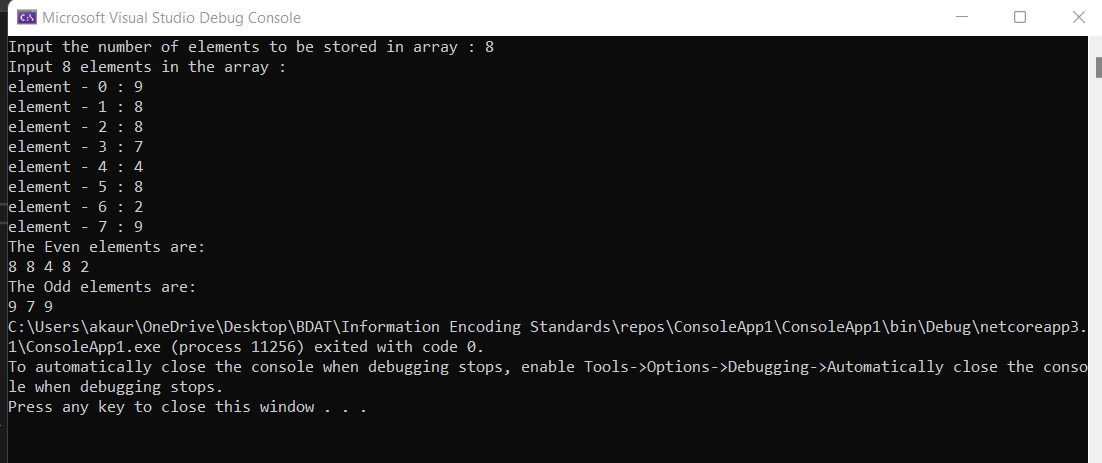 Microsoft Visual Studio Debug Console
Input the number of elements to be stored in array : 8
Input 8 elements in the array :
element - 0 : 9
element - 1 : 8
element - 2 : 8
element - 3 : 7
element - 4 : 4
element - 5 : 8
element - 6 : 2
element - 7 : 9
The Even elements are:
8 8 4 8 2
The Odd elements are:
9 7 9
C:\Users\akaur\OneDrive\Desktop\BDAT\Information Encoding Standards\repos\ConsoleApp1\ConsoleApp1\bin\Debug\netcoreapp3.
1\ConsoleApp1.exe (process 11256) exited with code 0.
To automatically close the console when debugging stops, enable Tools->Options->Debugging->Automatically close the conso
le when debugging stops.
Press any key to close this window . . .